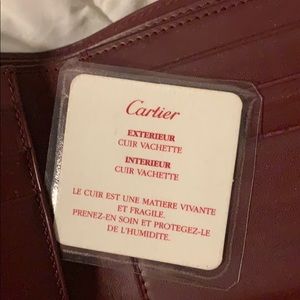 Cartier
EXTERIEUR
CUIR VACHETTE
INTERIEUR
CUIR VACHETTE
LE CUIR EST UNE MATIERE VIVANTE
ET FRAGILE.
PRENEZ-EN SOIN ET PROTEGEZ-LE
DE L'HUMIDITE.